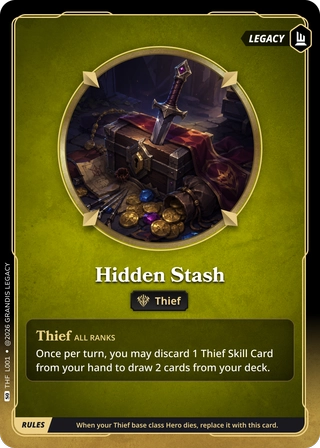 LEGACY
Hidden Stash
Thief
Thief ALL RANKS
Once per turn, you may discard 1 Thief Skill Card
from your hand to draw 2 cards from your deck.
RULES
When your Thief base class Hero dies, replace it with this card.
THF L001 • @2026 GRANDIS LEGACY